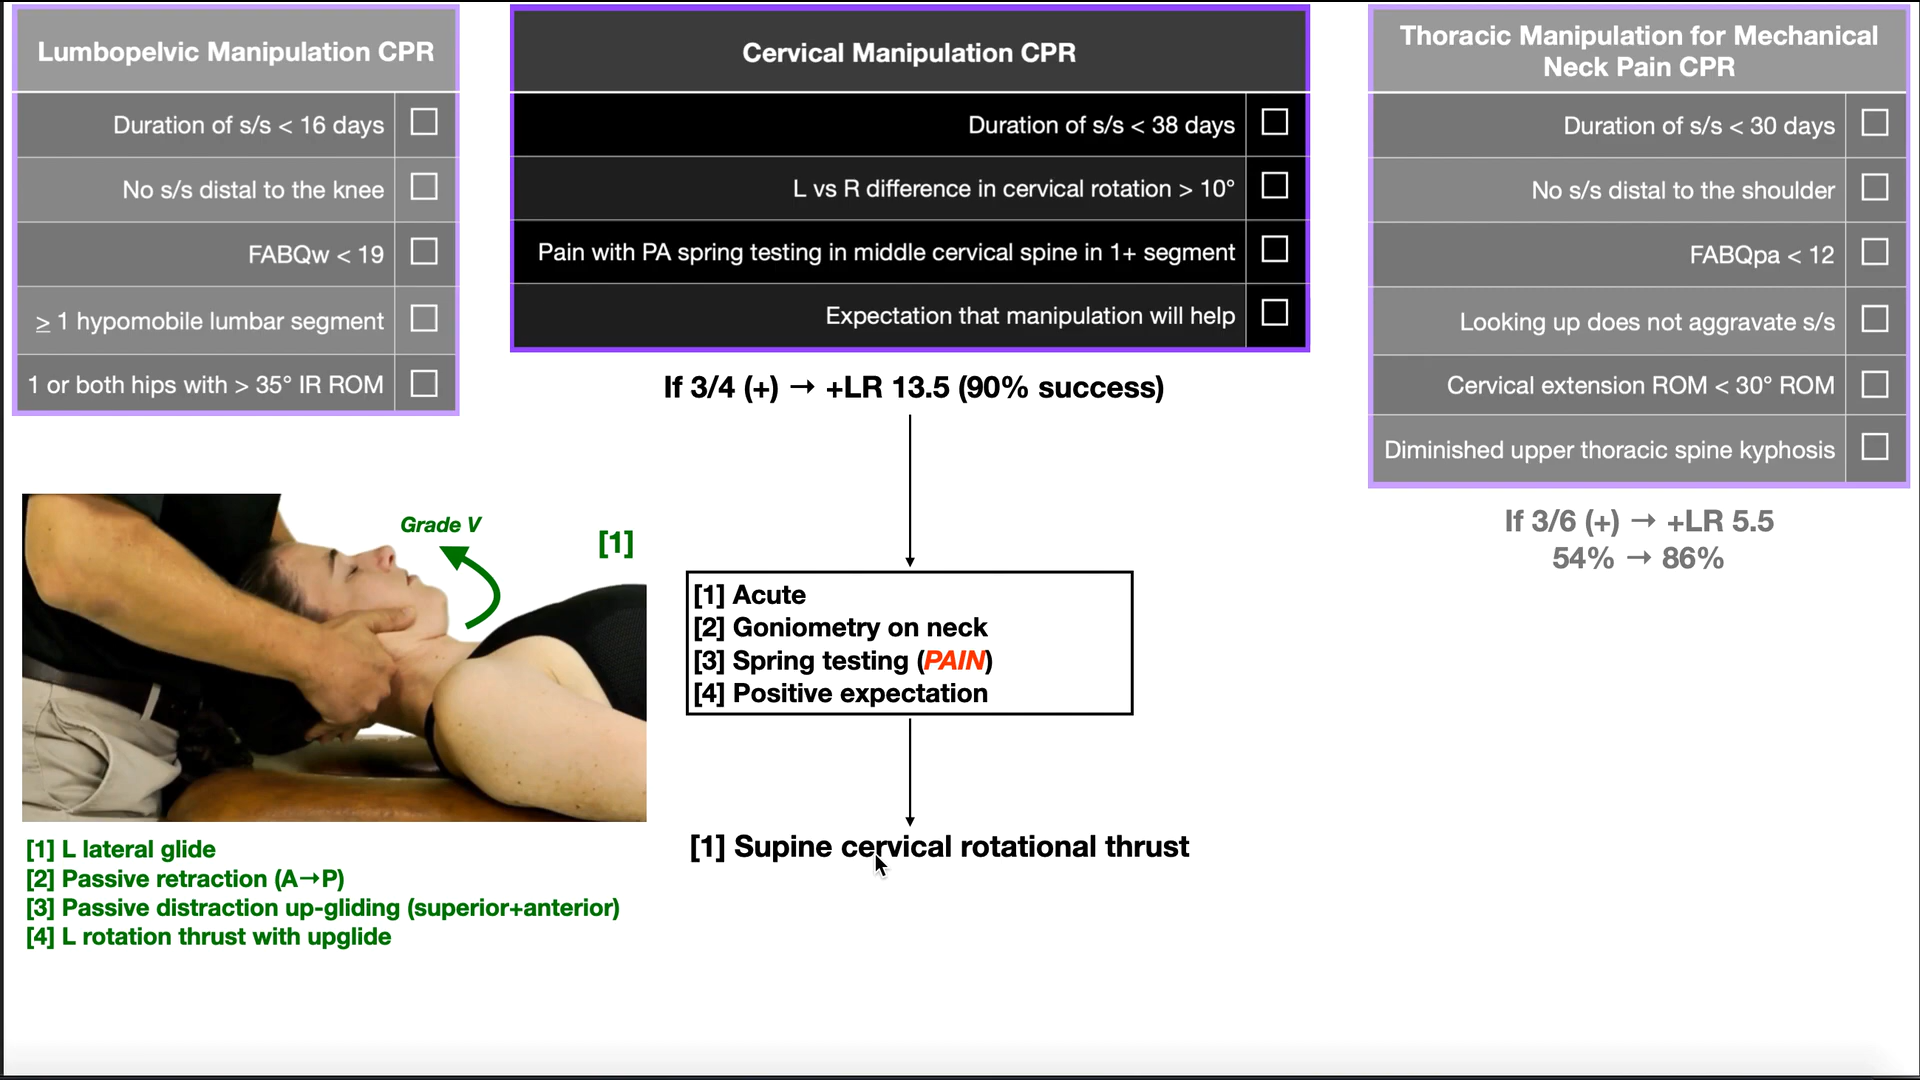 Lumbopelvic Manipulation CPR
Duration of s/s < 16 days
No s/s distal to the knee
FABQw < 19
≥ 1 hypomobile lumbar segment
1 or both hips with > 35° IR ROM
Cervical Manipulation CPR
Duration of s/s < 38 days
L vs R difference in cervical rotation > 10°
Pain with PA spring testing in middle cervical spine in 1+ segment
Expectation that manipulation will help
If 3/4 (+) → +LR 13.5 (90% success)
Thoracic Manipulation for Mechanical
Neck Pain CPR
Duration of s/s < 30 days
No s/s distal to the shoulder
FABQpa < 12
Looking up does not aggravate s/s
Cervical extension ROM < 30° ROM
Diminished upper thoracic spine kyphosis
If 3/6 (+) → +LR 5.5
54% → 86%
Grade V
[1]
[1] L lateral glide
[2] Passive retraction (A→P)
[3] Passive distraction up-gliding (superior+anterior)
[4] L rotation thrust with upglide
[1] Acute
[2] Goniometry on neck
[3] Spring testing (PAIN)
[4] Positive expectation
[1] Supine cervical rotational thrust